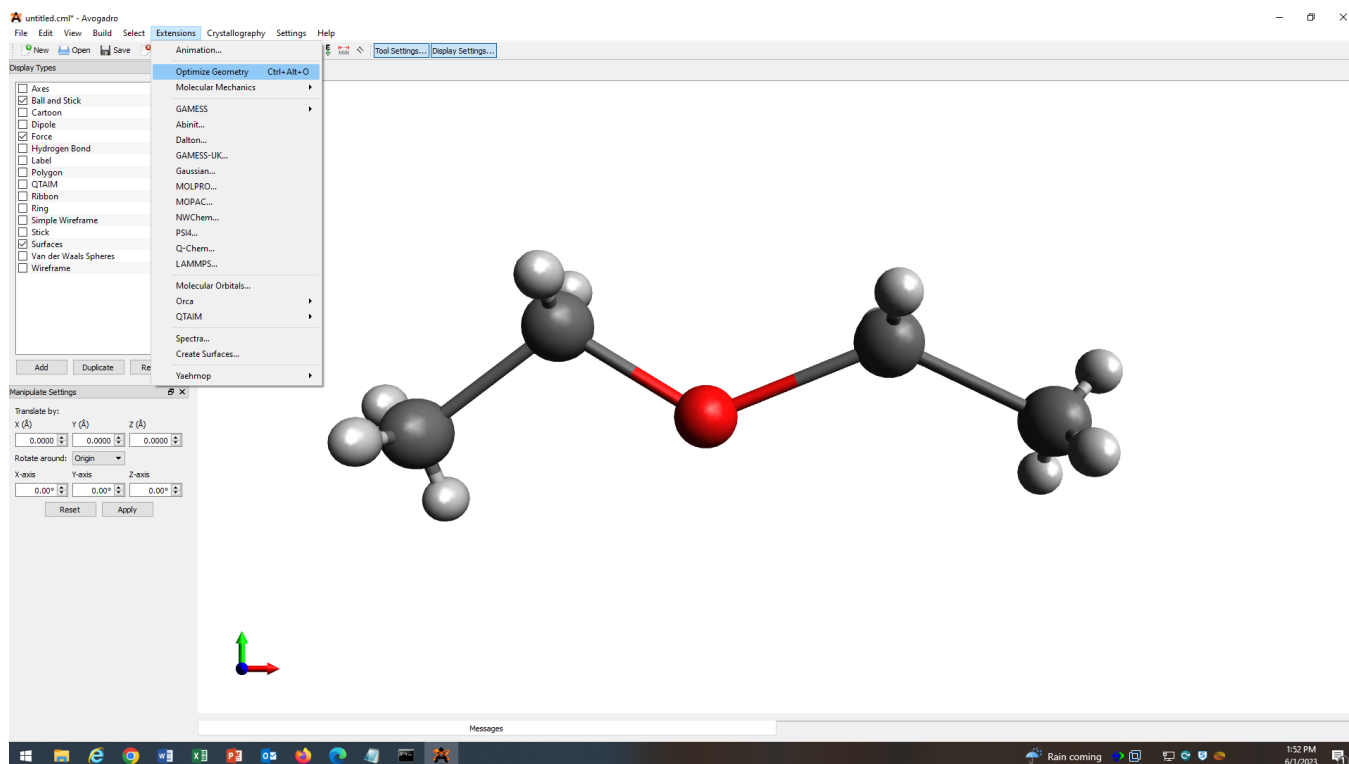 untitled.cml* - Avogadro
File Edit View Build Select Extensions Crystallography Settings Help
New Open Save Tool Settings... Display Settings...
Display Types
Axes
Ball and Stick
Cartoon
Dipole
Force
Hydrogen Bond
Label
Polygon
QTAIM
Ribbon
Ring
Simple Wireframe
Stick
Surfaces
Van der Waals Spheres
Wireframe
Add Duplicate Re
Animation...
Optimize Geometry Ctrl+Alt+O
Molecular Mechanics
GAMESS
Abinit...
Dalton...
GAMESS-UK...
Gaussian...
MOLPRO...
MOPAC...
NWChem...
PSI4...
Q-Chem...
LAMMPS...
Molecular Orbitals...
Orca
QTAIM
Spectra...
Create Surfaces...
Yaehmop
Manipulate Settings
Translate by:
X (Å) Y (Å) Z (Å)
0.0000 0.0000 0.0000
Rotate around: Origin
X-axis Y-axis Z-axis
0.00° 0.00° 0.00°
Reset Apply
Messages
Rain coming
1:52 PM
6/1/2023